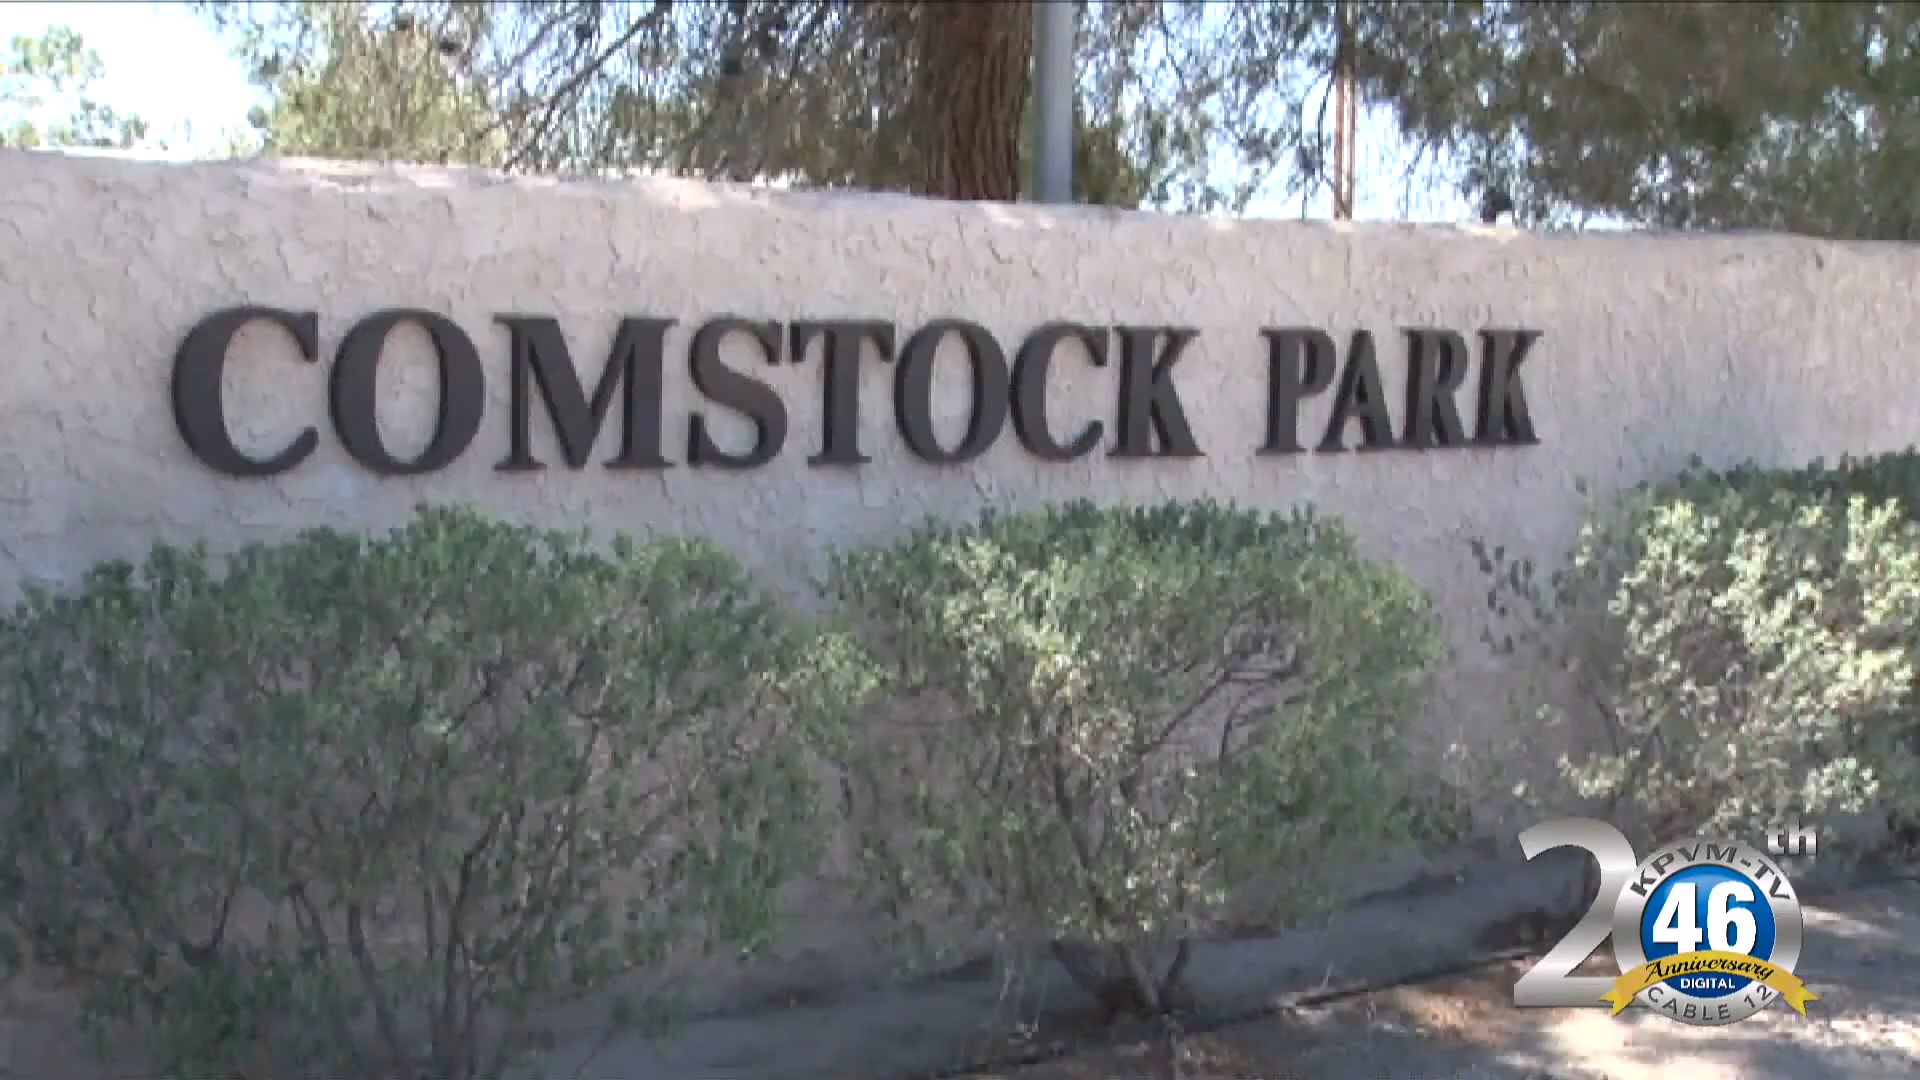 COMSTOCK PARK
20th
KPVM-TV
46
Anniversary
DIGITAL
CABLE 12